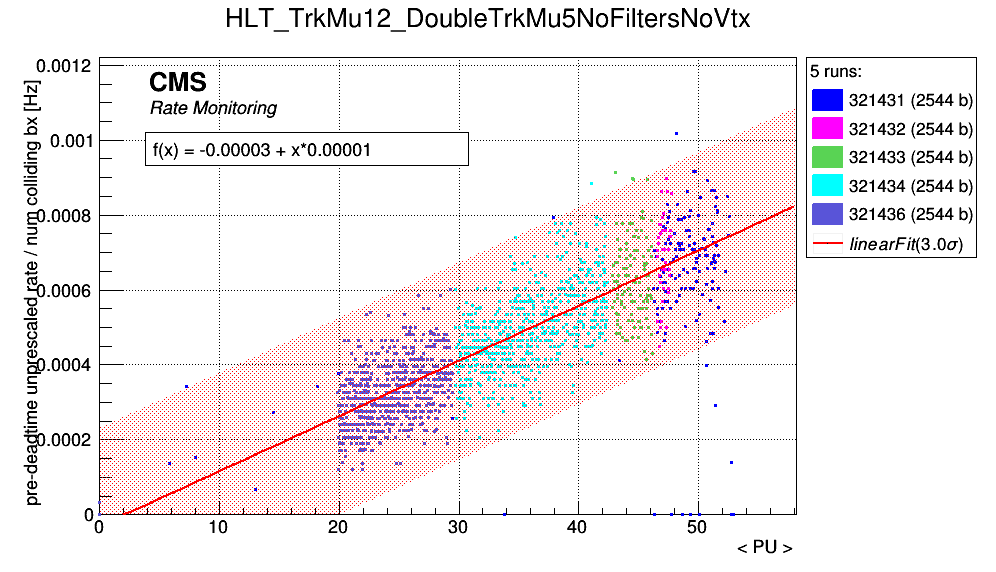 HLT_TrkMu12_DoubleTrkMu5NoFiltersNoVtx
pre-deadtime unprescaled rate / num colliding bx [Hz]
0.0012
0.001
0.0008
0.0006
0.0004
0.0002
0
CMS
Rate Monitoring
f(x) = -0.00003 + x*0.00001
0 10 20 30 40 50
< PU >
5 runs:
321431 (2544 b)
321432 (2544 b)
321433 (2544 b)
321434 (2544 b)
321436 (2544 b)
linearFit(3.0σ)